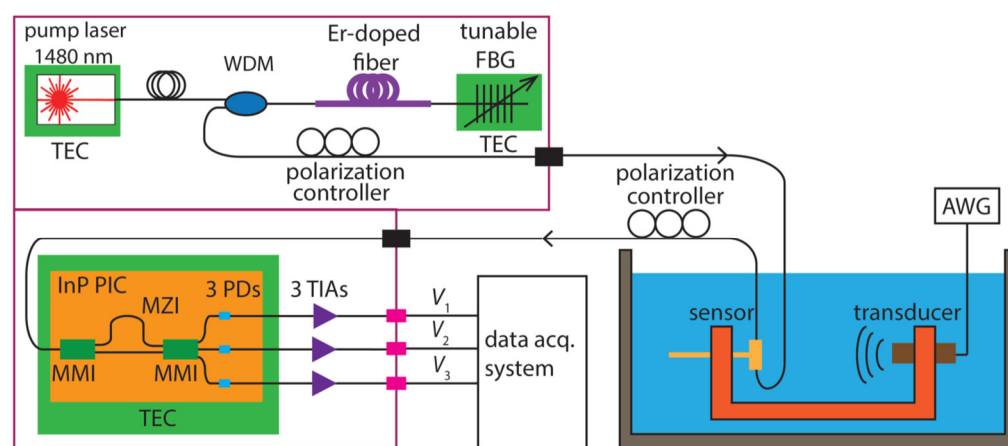 pump laser
1480 nm
TEC
WDM
Er-doped
fiber
tunable
FBG
TEC
polarization
controller
polarization
controller
AWG
InP PIC
MZI
3 PDs
3 TIAs
MMI
MMI
TEC
V1
V2
V3
data acq.
system
sensor
transducer